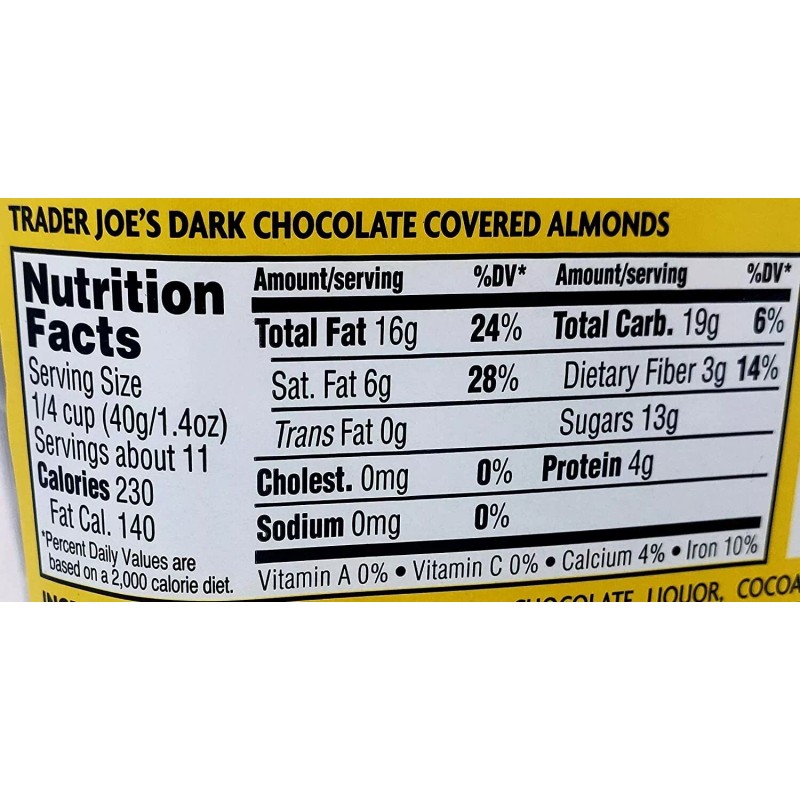 TRADER JOE'S DARK CHOCOLATE COVERED ALMONDS
Nutrition
Facts
Serving Size
1/4 cup (40g/1.4oz)
Servings about 11
Calories 230
Fat Cal. 140
*Percent Daily Values are
based on a 2,000 calorie diet.
Amount/serving %DV* Amount/serving %DV*
Total Fat 16g 24% Total Carb. 19g 6%
Sat. Fat 6g 28% Dietary Fiber 3g 14%
Trans Fat 0g Sugars 13g
Cholest. 0mg 0% Protein 4g
Sodium 0mg 0%
Vitamin A 0% • Vitamin C 0% • Calcium 4% • Iron 10%
CHOCOLATE LIQUOR, COCOA